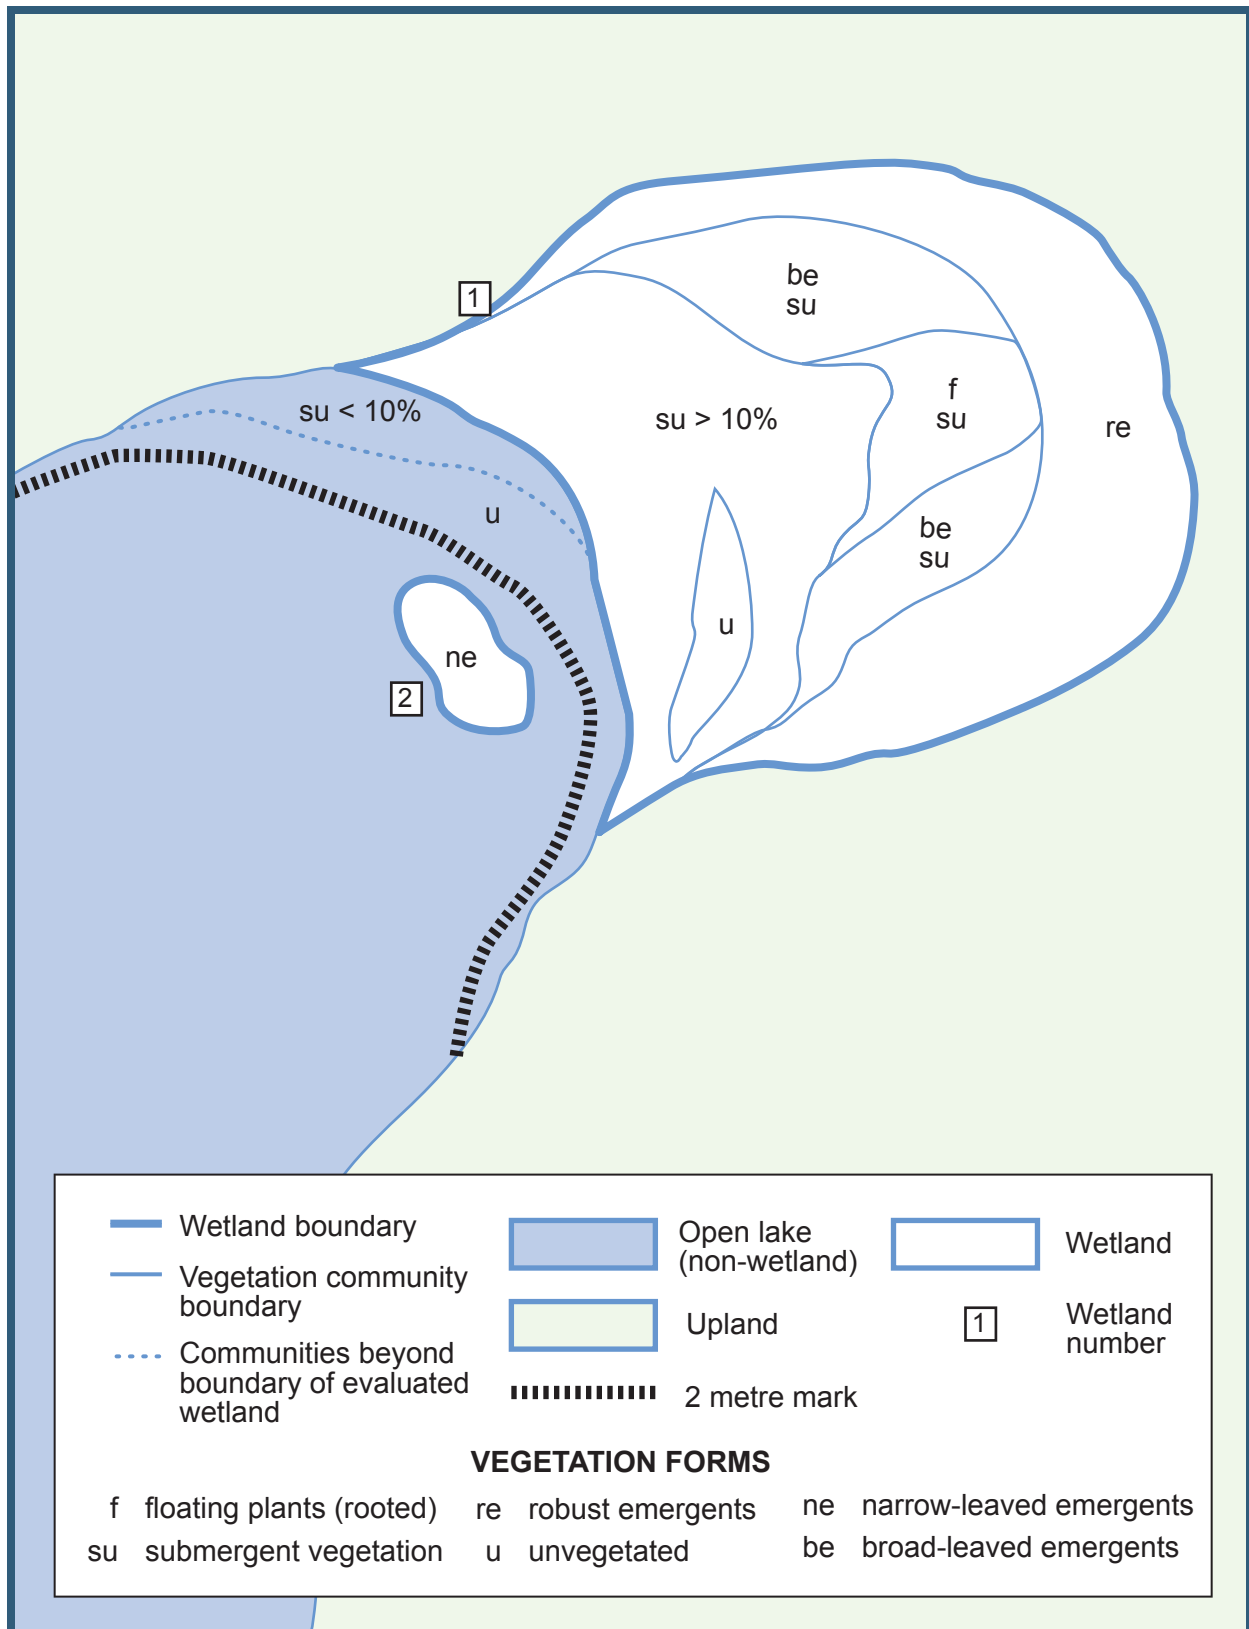 be
su
1
f
su
su < 10%
su > 10%
re
u
be
su
u
ne
2
Wetland boundary
Vegetation community
boundary
Communities beyond
boundary of evaluated
wetland
Open lake
(non-wetland)
Upland
2 metre mark
Wetland
1
Wetland
number
VEGETATION FORMS
f floating plants (rooted)
su submergent vegetation
re robust emergents
u unvegetated
ne narrow-leaved emergents
be broad-leaved emergents